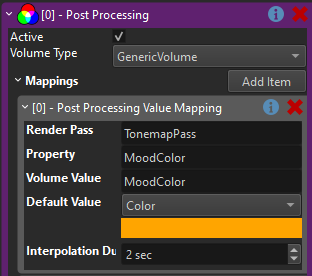 [0] - Post Processing
Active
Volume Type GenericVolume
Mappings Add Item
[0] - Post Processing Value Mapping
Render Pass TonemapPass
Property MoodColor
Volume Value MoodColor
Default Value Color
Interpolation Du 2 sec